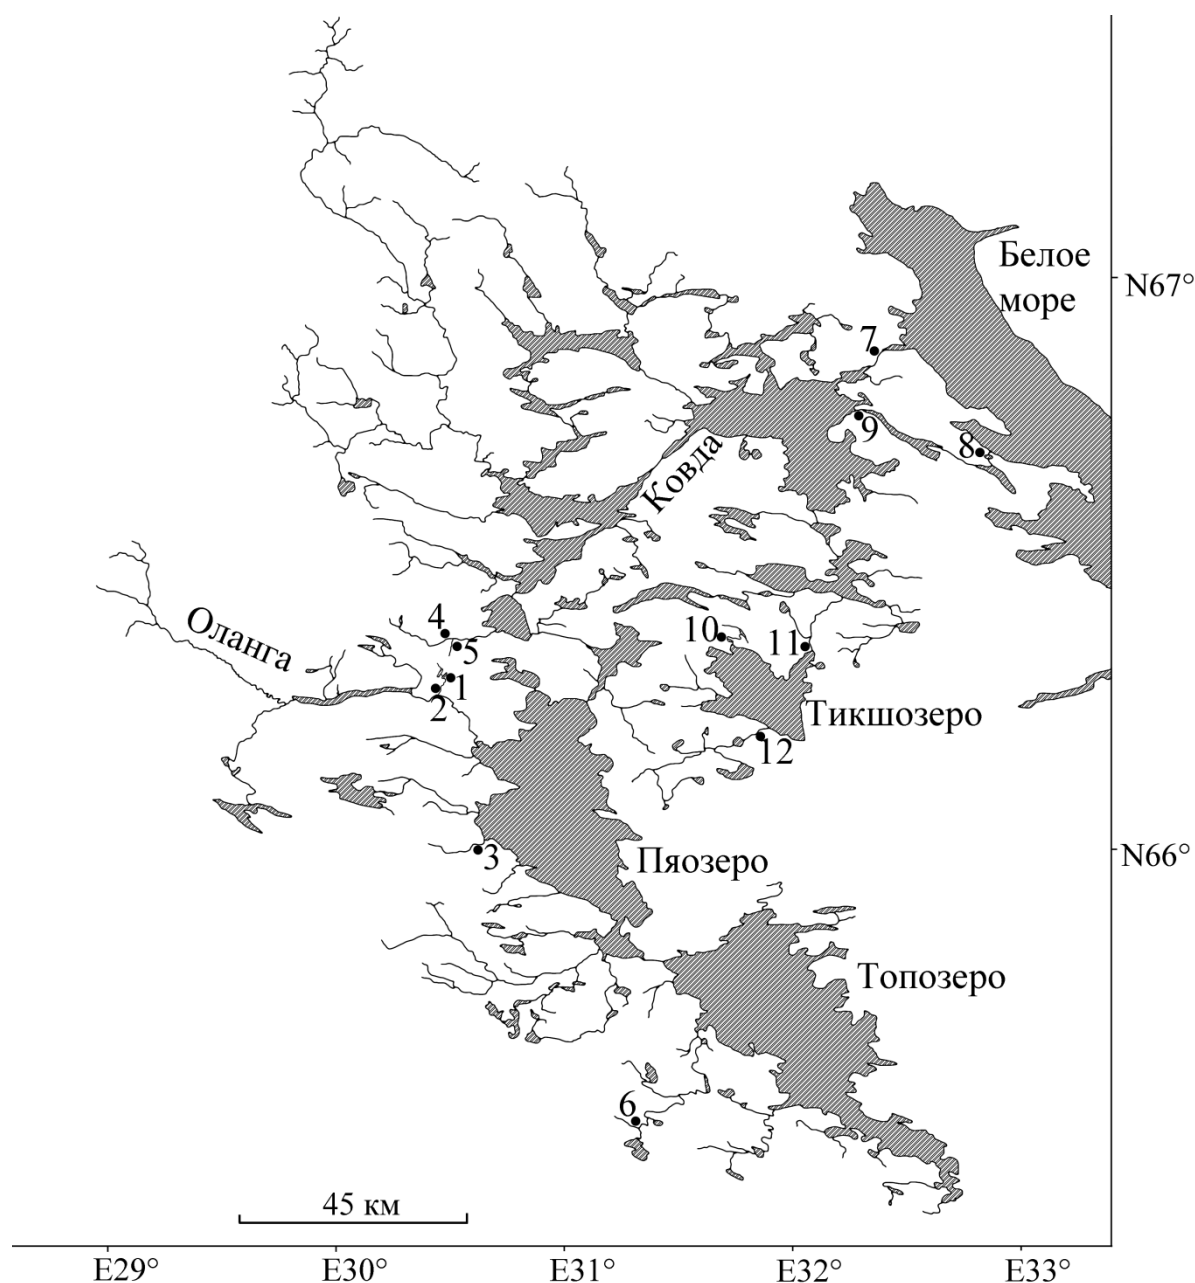 Белое
море
N67°
7
9
8
Ковда
Оланга
4
5
10
11
1
2
Тикшозеро
12
3
Пяозеро
N66°
Топозеро
6
45 км
E29°
E30°
E31°
E32°
E33°